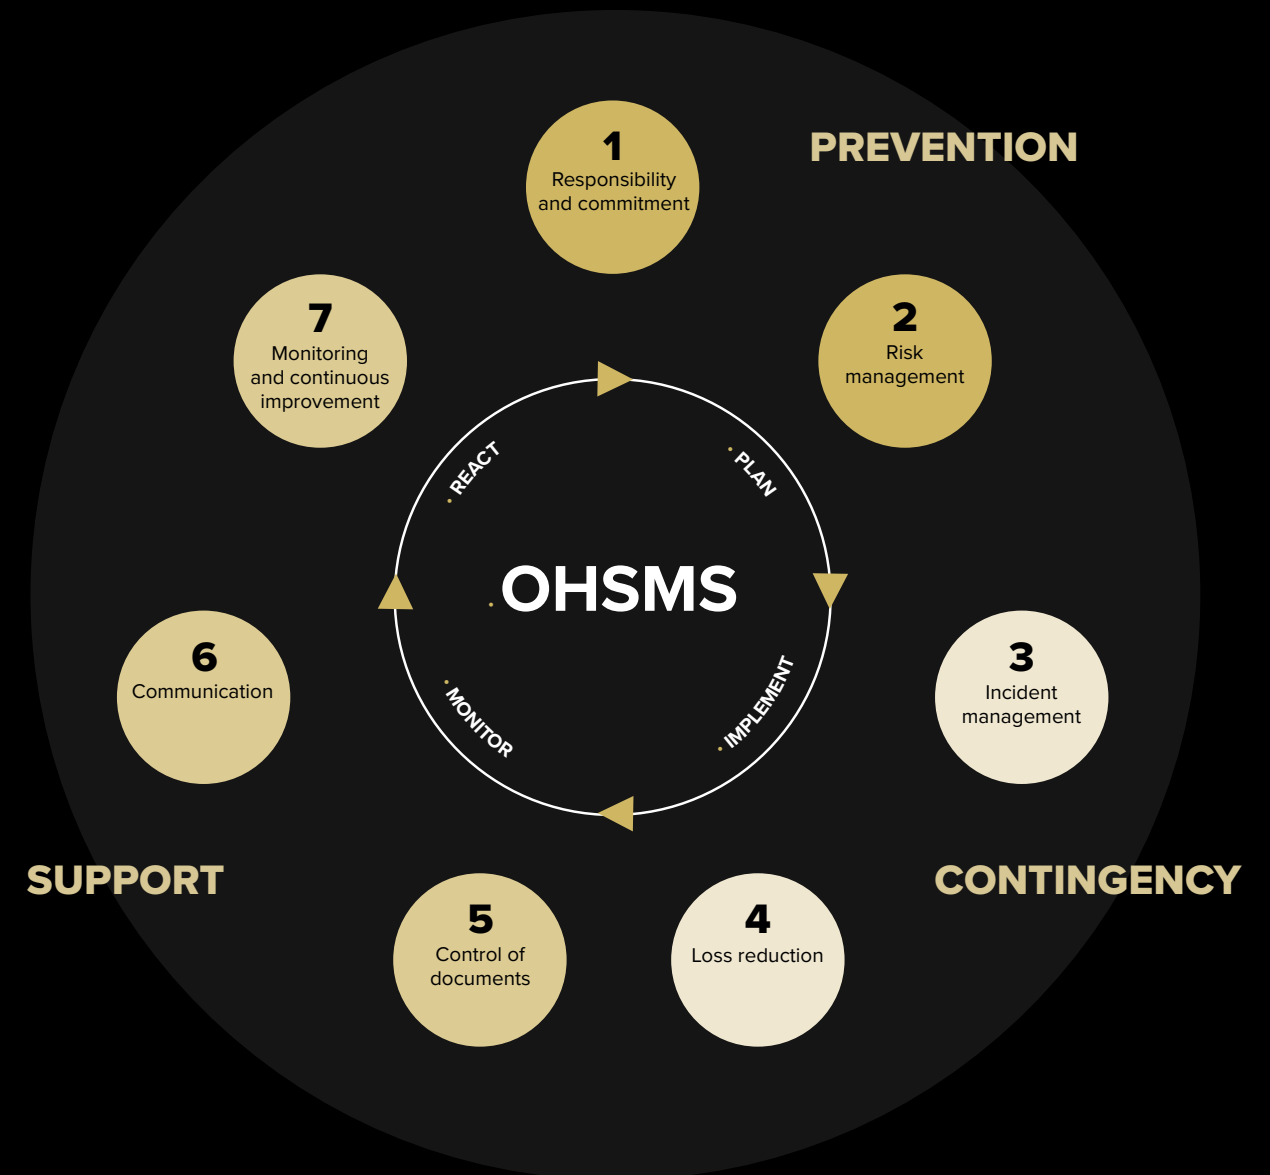 PREVENTION
1
Responsibility
and commitment
2
Risk
management
3
Incident
management
CONTINGENCY
4
Loss reduction
5
Control of
documents
SUPPORT
6
Communication
7
Monitoring
and continuous
improvement
OHSMS
PLAN
IMPLEMENT
MONITOR
REACT